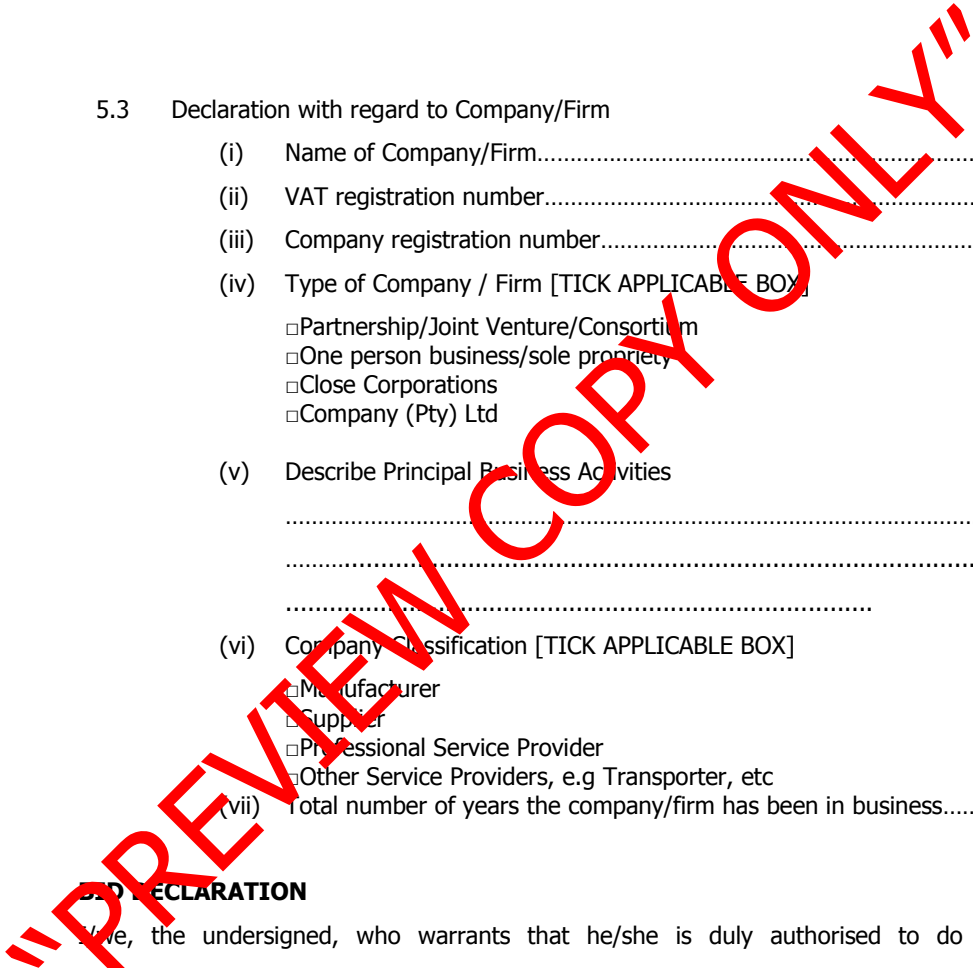 5.3 Declaration with regard to Company/Firm
(i) Name of Company/Firm.......................................................
(ii) VAT registration number.......................................................
(iii) Company registration number.......................................................
(iv) Type of Company / Firm [TICK APPLICABLE BOX]
□Partnership/Joint Venture/Consortium
□One person business/sole propriety
□Close Corporations
□Company (Pty) Ltd
(v) Describe Principal Business Activities
.......................................................
.......................................................
.......................................................
(vi) Company Classification [TICK APPLICABLE BOX]
□Manufacturer
□Supplier
□Professional Service Provider
□Other Service Providers, e.g Transporter, etc
(vii) Total number of years the company/firm has been in business.....
BID DECLARATION
I/we, the undersigned, who warrants that he/she is duly authorised to do
"PREVIEW COPY ONLY"